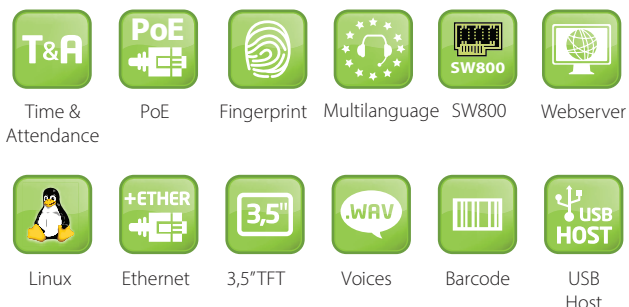 T&A
PoE
SW800
Time &
Attendance
PoE
Fingerprint
Multilanguage
SW800
Webserver
+ETHER
3,5"
.WAV
USB
HOST
Linux
Ethernet
3,5”TFT
Voices
Barcode
USB
Host